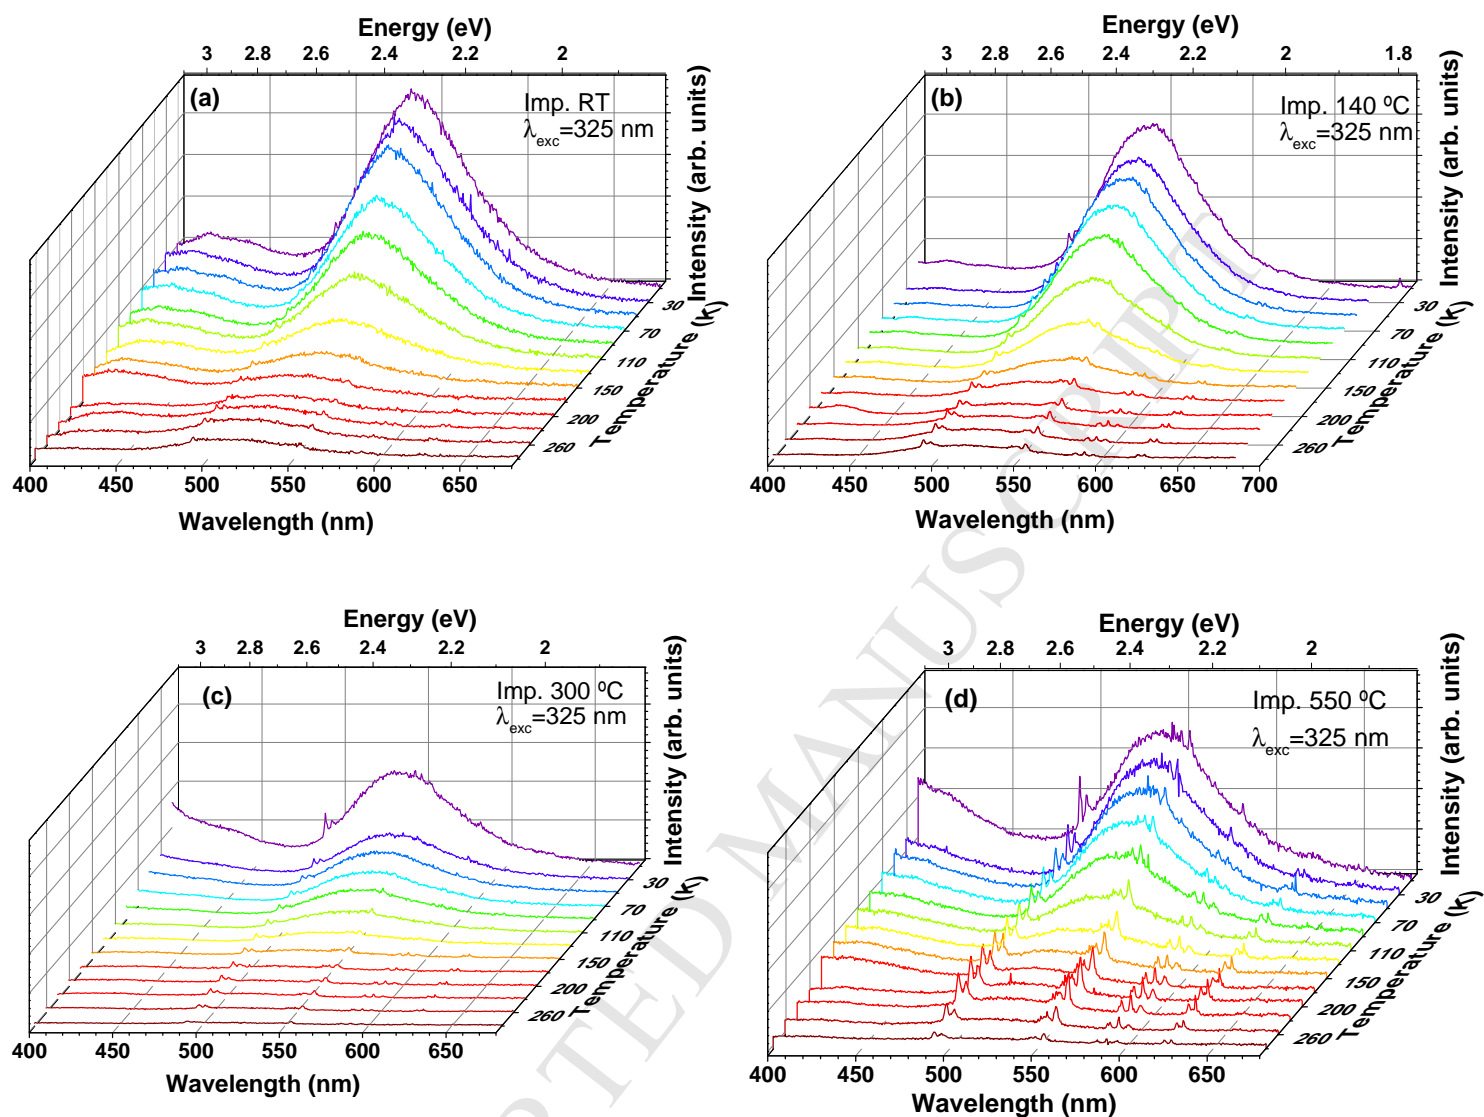 Energy (eV)
3 2.8 2.6 2.4 2.2 2
(a)
Imp. RT
λexc=325 nm
Intensity (arb. units)
30
70
110
150
200
260
Temperature (K)
400 450 500 550 600 650
Wavelength (nm)
Energy (eV)
3 2.8 2.6 2.4 2.2 2 1.8
(b)
Imp. 140 ºC
λexc=325 nm
Intensity (arb. units)
30
70
110
150
200
260
Temperature (K)
400 450 500 550 600 650 700
Wavelength (nm)
Energy (eV)
3 2.8 2.6 2.4 2.2 2
(c)
Imp. 300 ºC
λexc=325 nm
Intensity (arb. units)
30
70
110
150
200
260
Temperature (K)
400 450 500 550 600 650
Wavelength (nm)
Energy (eV)
3 2.8 2.6 2.4 2.2 2
(d)
Imp. 550 ºC
λexc=325 nm
Intensity (arb. units)
30
70
110
150
200
260
Temperature (K)
400 450 500 550 600 650
Wavelength (nm)
PTED MANUSCRIPT